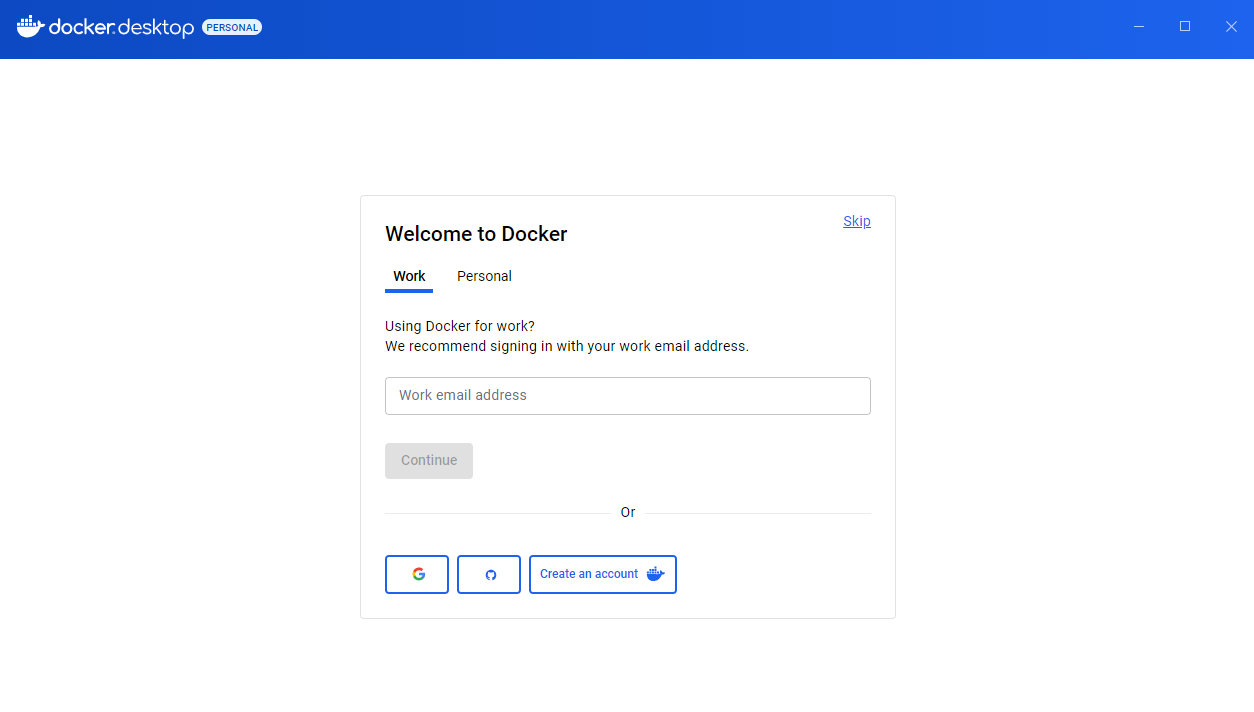 docker.desktop PERSONAL
Skip
Welcome to Docker
Work Personal
Using Docker for work?
We recommend signing in with your work email address.
Work email address
Continue
Or
Create an account